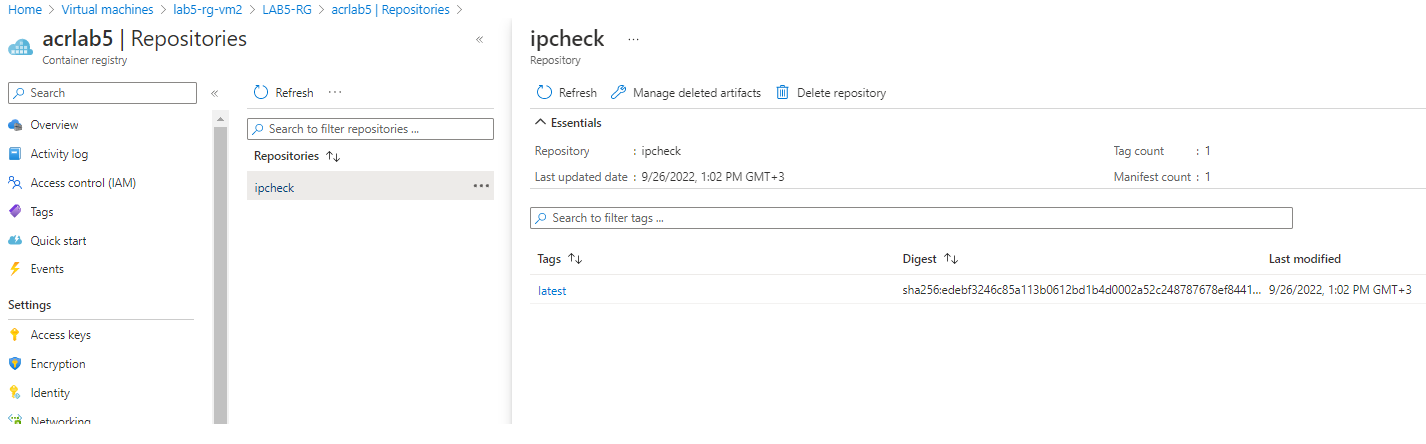 Home > Virtual machines > lab5-rg-vm2 > LAB5-RG > acrlab5 | Repositories >
acrlab5 | Repositories
Container registry
Search
Overview
Activity log
Access control (IAM)
Tags
Quick start
Events
Settings
Access keys
Encryption
Identity
Networking
Refresh
Search to filter repositories ...
Repositories
ipcheck
ipcheck
Repository
Refresh
Manage deleted artifacts
Delete repository
Essentials
Repository : ipcheck
Tag count : 1
Last updated date : 9/26/2022, 1:02 PM GMT+3
Manifest count : 1
Search to filter tags ...
Tags Digest Last modified
latest sha256:edebf3246c85a113b0612bd1b4d0002a52c248787678ef8441... 9/26/2022, 1:02 PM GMT+3